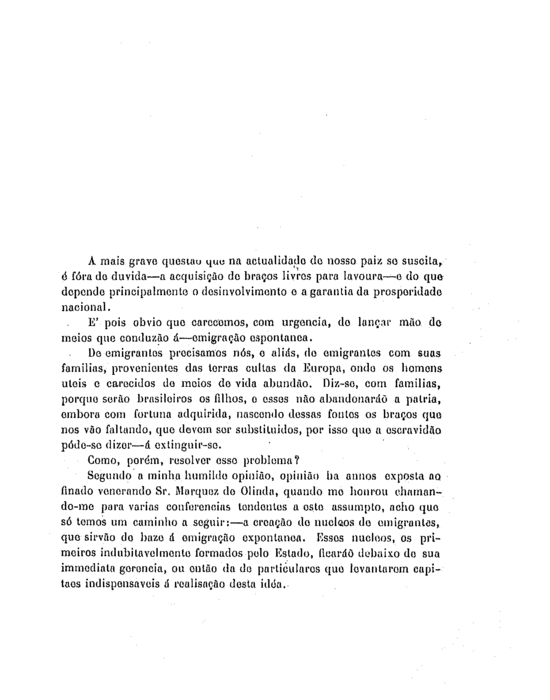 A mais grave questão que na actualidade de nosso paiz se suscita,
é fóra de duvida—a acquisição de braços livres para lavoura—e do que
depende principalmente o desinvolvimento e a garantia da prosperidade
nacional.
E' pois obvio que carecemos, com urgencia, de lançar mão de
meios que conduzão á—emigração espontanea.
De emigrantes precisamos nós, e aliás, de emigrantes com suas
familias, provenientes das terras cultas da Europa, onde os homens
uteis e carecidos de meios de vida abundão. Diz-se, com familias,
porque serão brasileiros os filhos, e esses não abandonaráõ a patria,
embora com fortuna adquirida, nascendo dessas fontes os braços que
nos vão faltando, que devem ser substituidos, por isso que a escravidão
póde-se dizer—á extinguir-se.
Como, porém, resolver esse problema?
Segundo a minha humilde opinião, opinião ha annos exposta ao
finado venerando Sr. Marquez de Olinda, quando me honrou chaman-
do-me para varias conferencias tendentes a este assumpto, acho que
só temos um caminho a seguir:—a creação de nucleos de emigrantes,
que sirvão de baze á emigração expontanea. Esses nucleos, os pri-
meiros indubitavelmente formados pelo Estado, ficaráõ debaixo de sua
immediata gerencia, ou então da de particulares que levantarem capi-
taes indispensaveis á realisação desta idéa.